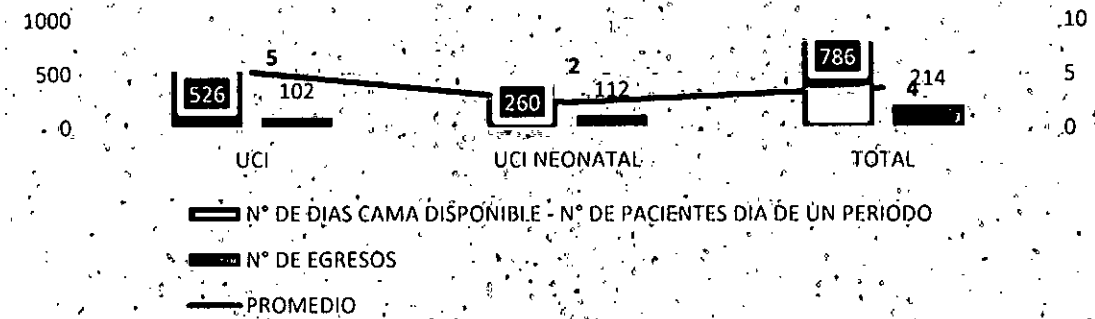 1000
10
5
2
786
500
526
102
260
112
214
4
5
0
0
UCI
UCI NEONATAL
TOTAL
N° DE DIAS CAMA DISPONIBLE - N° DE PACIENTES DIA DE UN PERIODO
N° DE EGRESOS
PROMEDIO